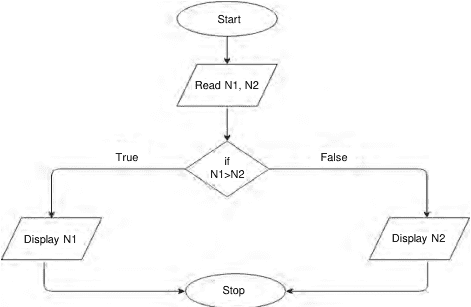 Start
Read N1, N2
if
N1>N2
True
False
Display N1
Display N2
Stop